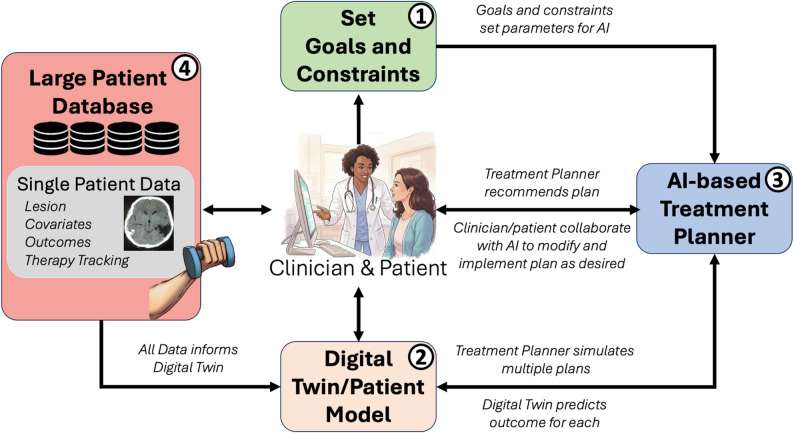 1
Set
Goals and
Constraints
Goals and constraints
set parameters for AI
4
Large Patient
Database
Single Patient Data
Lesion
Covariates
Outcomes
Therapy Tracking
Clinician & Patient
Treatment Planner
recommends plan
Clinician/patient collaborate
with AI to modify and
implement plan as desired
3
AI-based
Treatment
Planner
All Data informs
Digital Twin
2
Digital
Twin/Patient
Model
Treatment Planner simulates
multiple plans
Digital Twin predicts
outcome for each